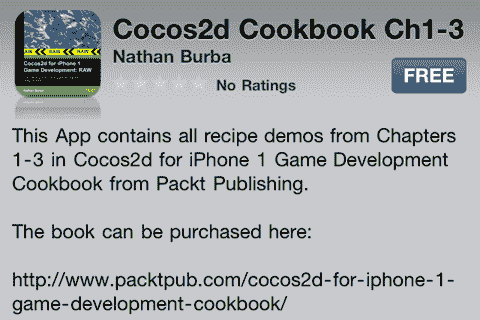 Cocos2d Cookbook Ch1-3
Nathan Burba
No Ratings
FREE
RAW
Cocos2d for iPhone 1
Game Development: RAW
This App contains all recipe demos from Chapters
1-3 in Cocos2d for iPhone 1 Game Development
Cookbook from Packt Publishing.
The book can be purchased here:
http://www.packtpub.com/cocos2d-for-iphone-1-
game-development-cookbook/